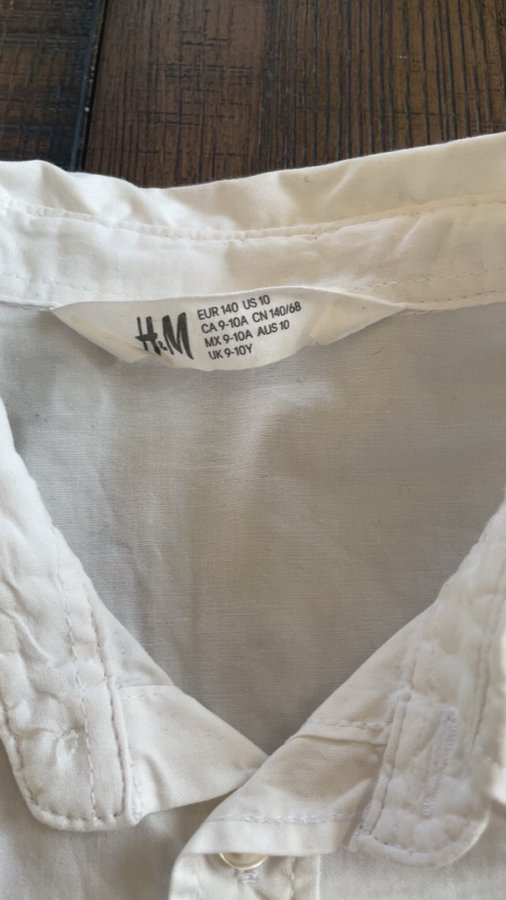 H&M
EUR 140 US 10
CA 9-10A CN 140/68
MX 9-10A AUS 10
UK 9-10Y